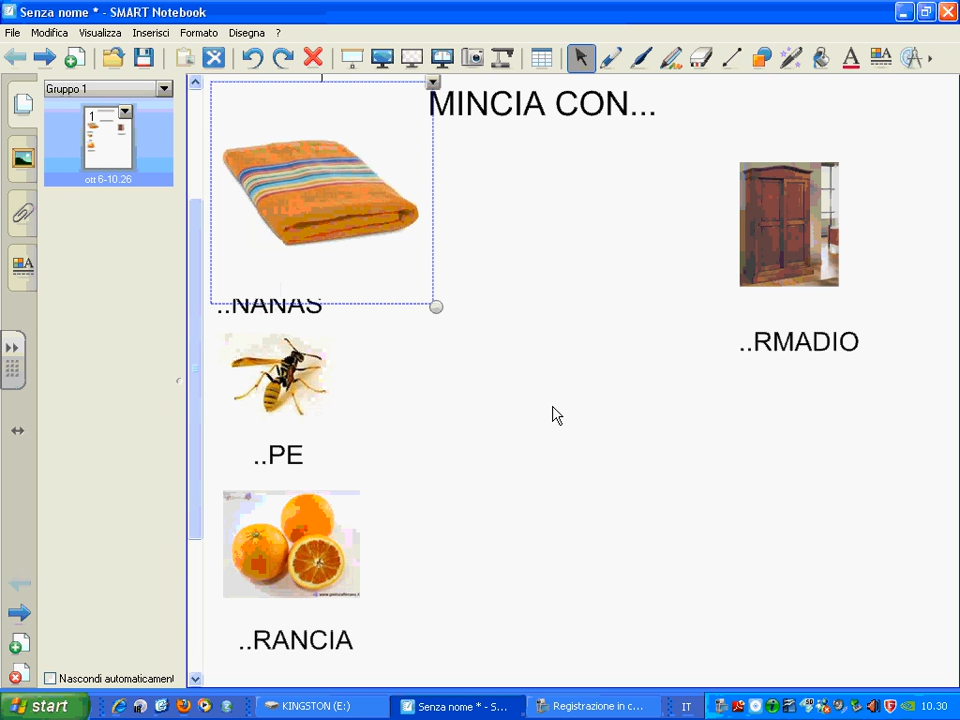 Senza nome * - SMART Notebook
File Modifica Visualizza Inserisci Formato Disegna ?
Gruppo 1
1
ott 6-10.26
MINCIA CON...
..NANAS
..RMADIO
..PE
..RANCIA
Nascondi automaticament
start
KINGSTON (E:)
Senza nome * - S...
Registrazione in c...
IT
10.30